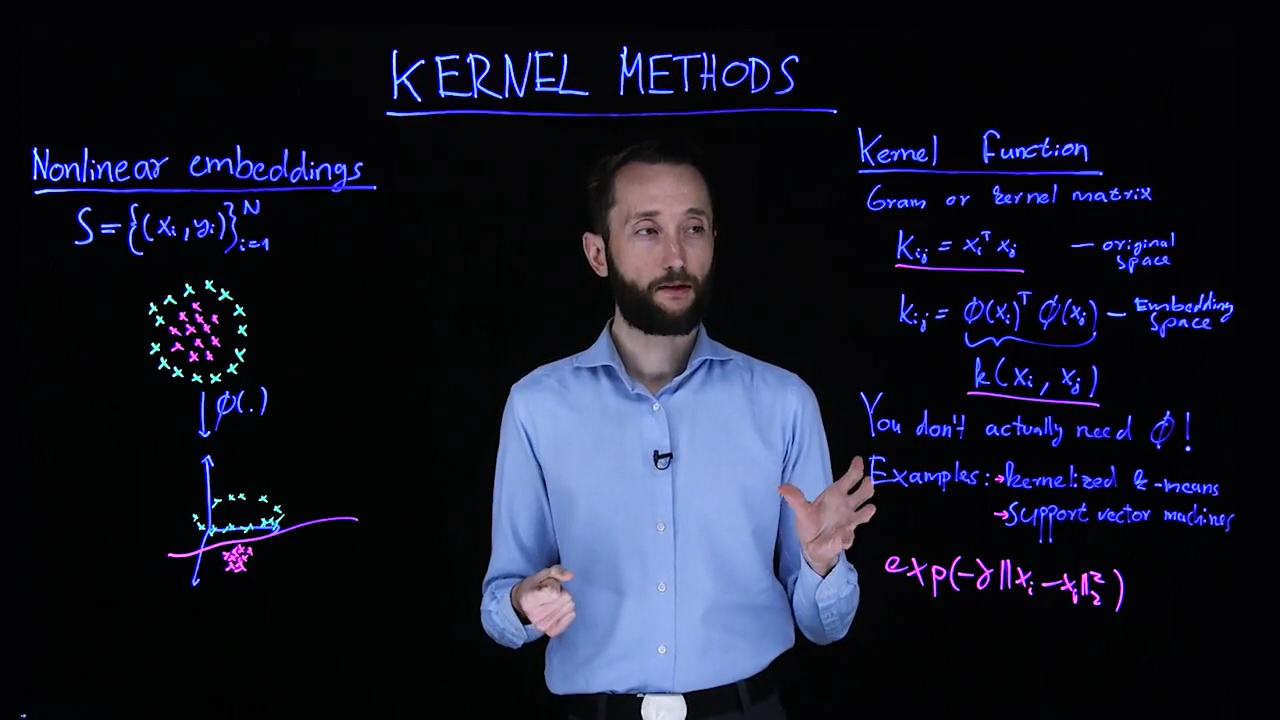 KERNEL METHODS
Nonlinear embeddings
S = {(xᵢ, yᵢ)}ᴺᵢ₌₁
ϕ(.)
Kernel Function
Gram or kernel matrix
Kᵢⱼ = xᵢᵀ xⱼ — original space
Kᵢⱼ = ϕ(xᵢ)ᵀ ϕ(xⱼ) — Embedding space
k(xᵢ, xⱼ)
You don't actually need ϕ!
Examples: → kernelized k-means
→ Support vector machines
exp(-γ ||xᵢ - xⱼ||₂²)